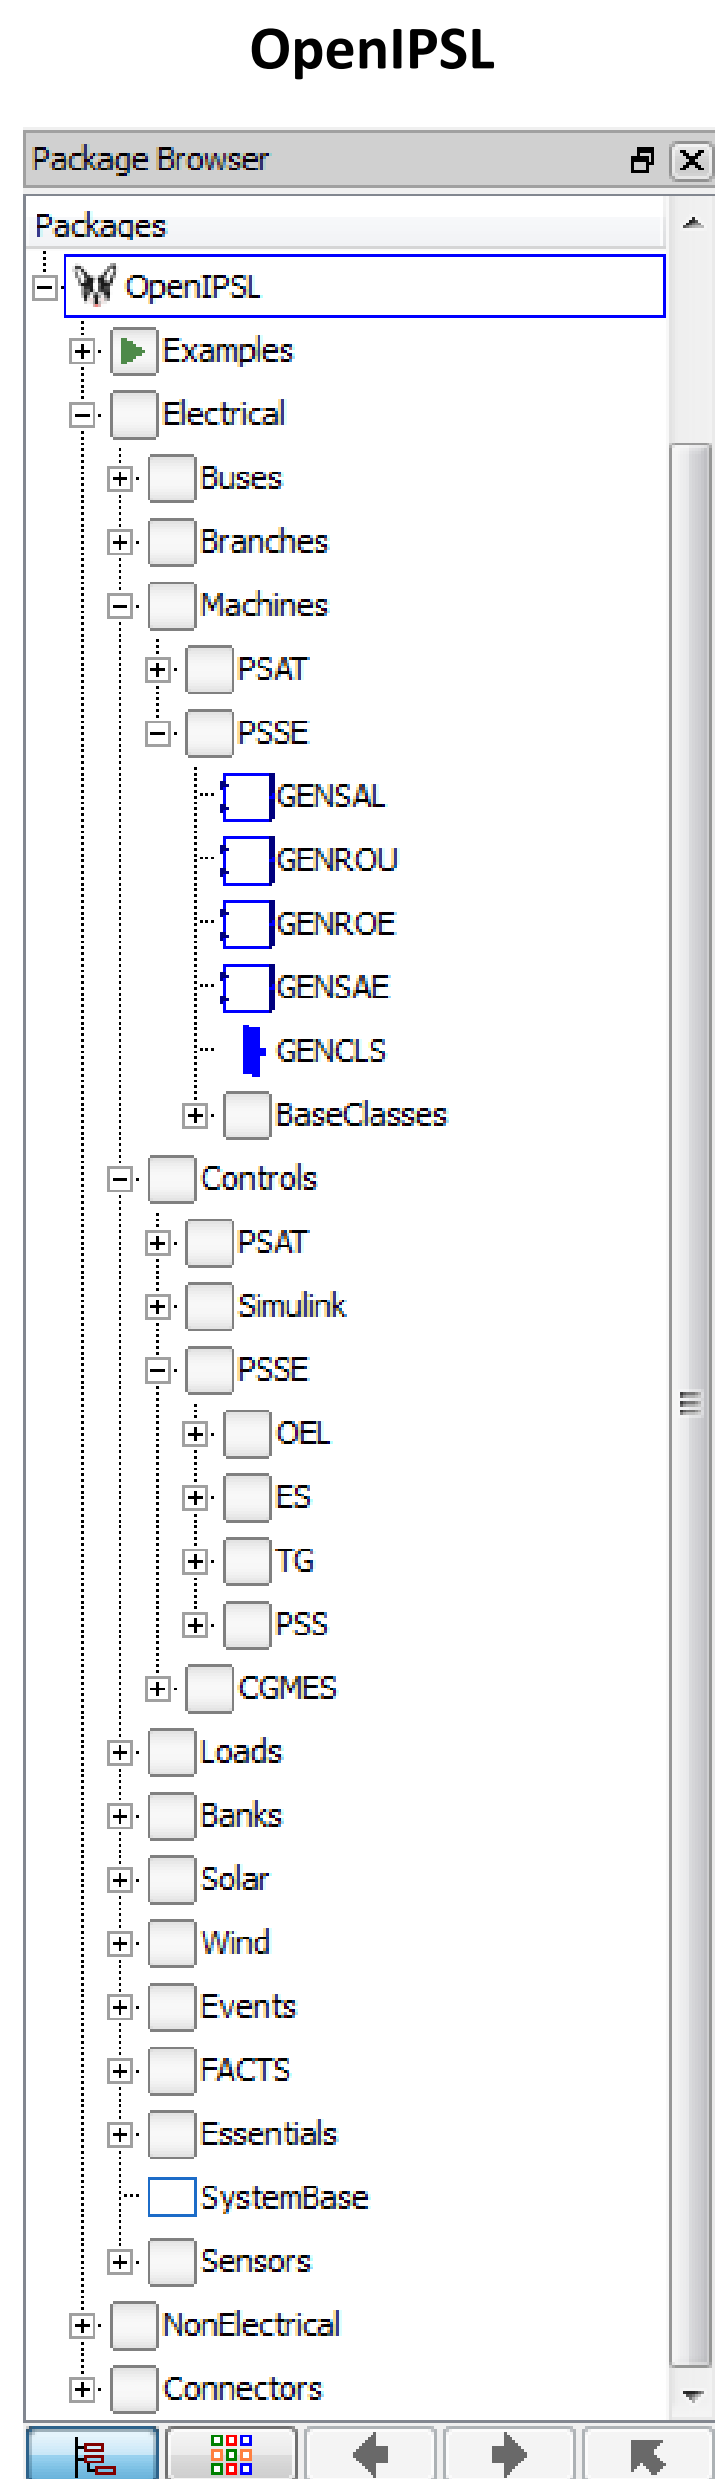 OpenIPSL
Package Browser
Packages
OpenIPSL
Examples
Electrical
Buses
Branches
Machines
PSAT
PSSE
GENSAL
GENROU
GENROE
GENSAE
GENCLS
BaseClasses
Controls
PSAT
Simulink
PSSE
OEL
ES
TG
PSS
CGMES
Loads
Banks
Solar
Wind
Events
FACTS
Essentials
SystemBase
Sensors
NonElectrical
Connectors